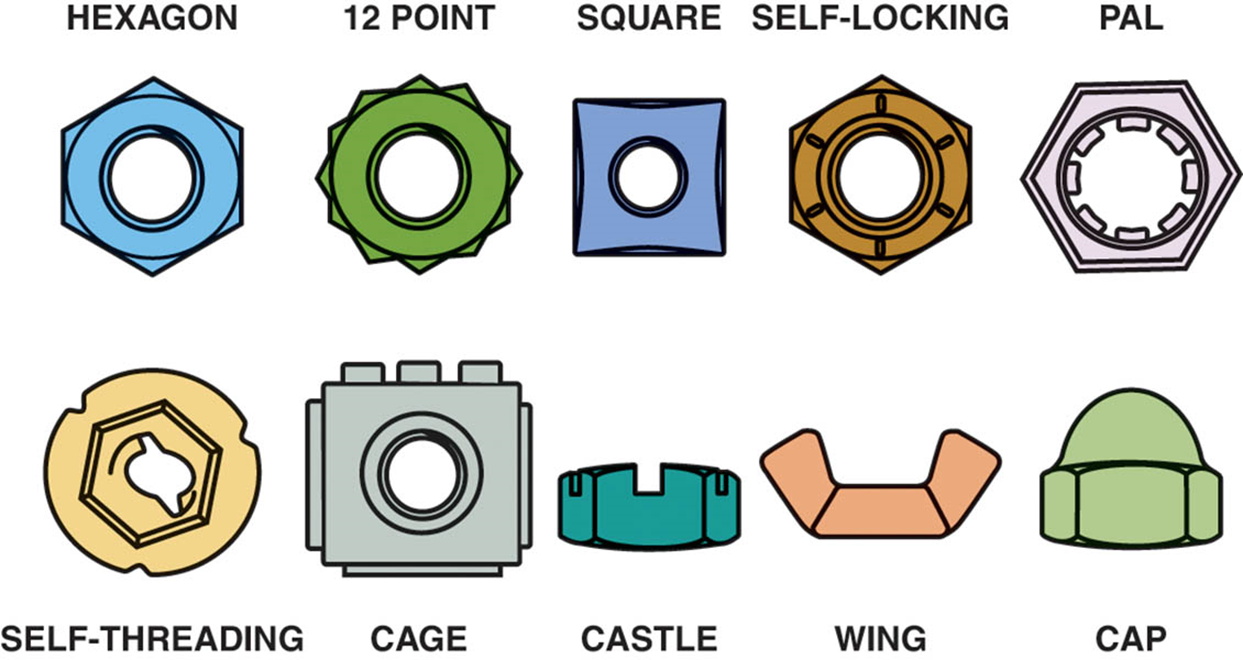 HEXAGON
12 POINT
SQUARE
SELF-LOCKING
PAL
SELF-THREADING
CAGE
CASTLE
WING
CAP